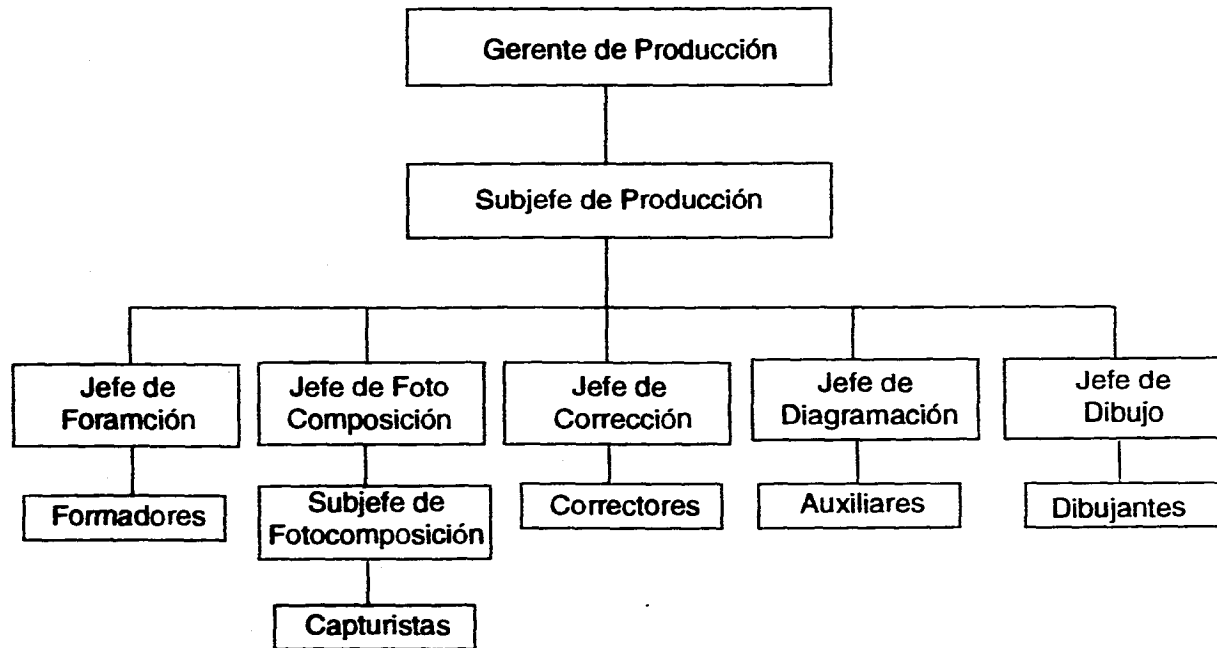 Gerente de Producción
Subjefe de Producción
Jefe de
Foramción
Jefe de Foto
Composición
Jefe de
Corrección
Jefe de
Diagramación
Jefe de
Dibujo
Formadores
Subjefe de
Fotocomposición
Correctores
Auxiliares
Dibujantes
Capturistas